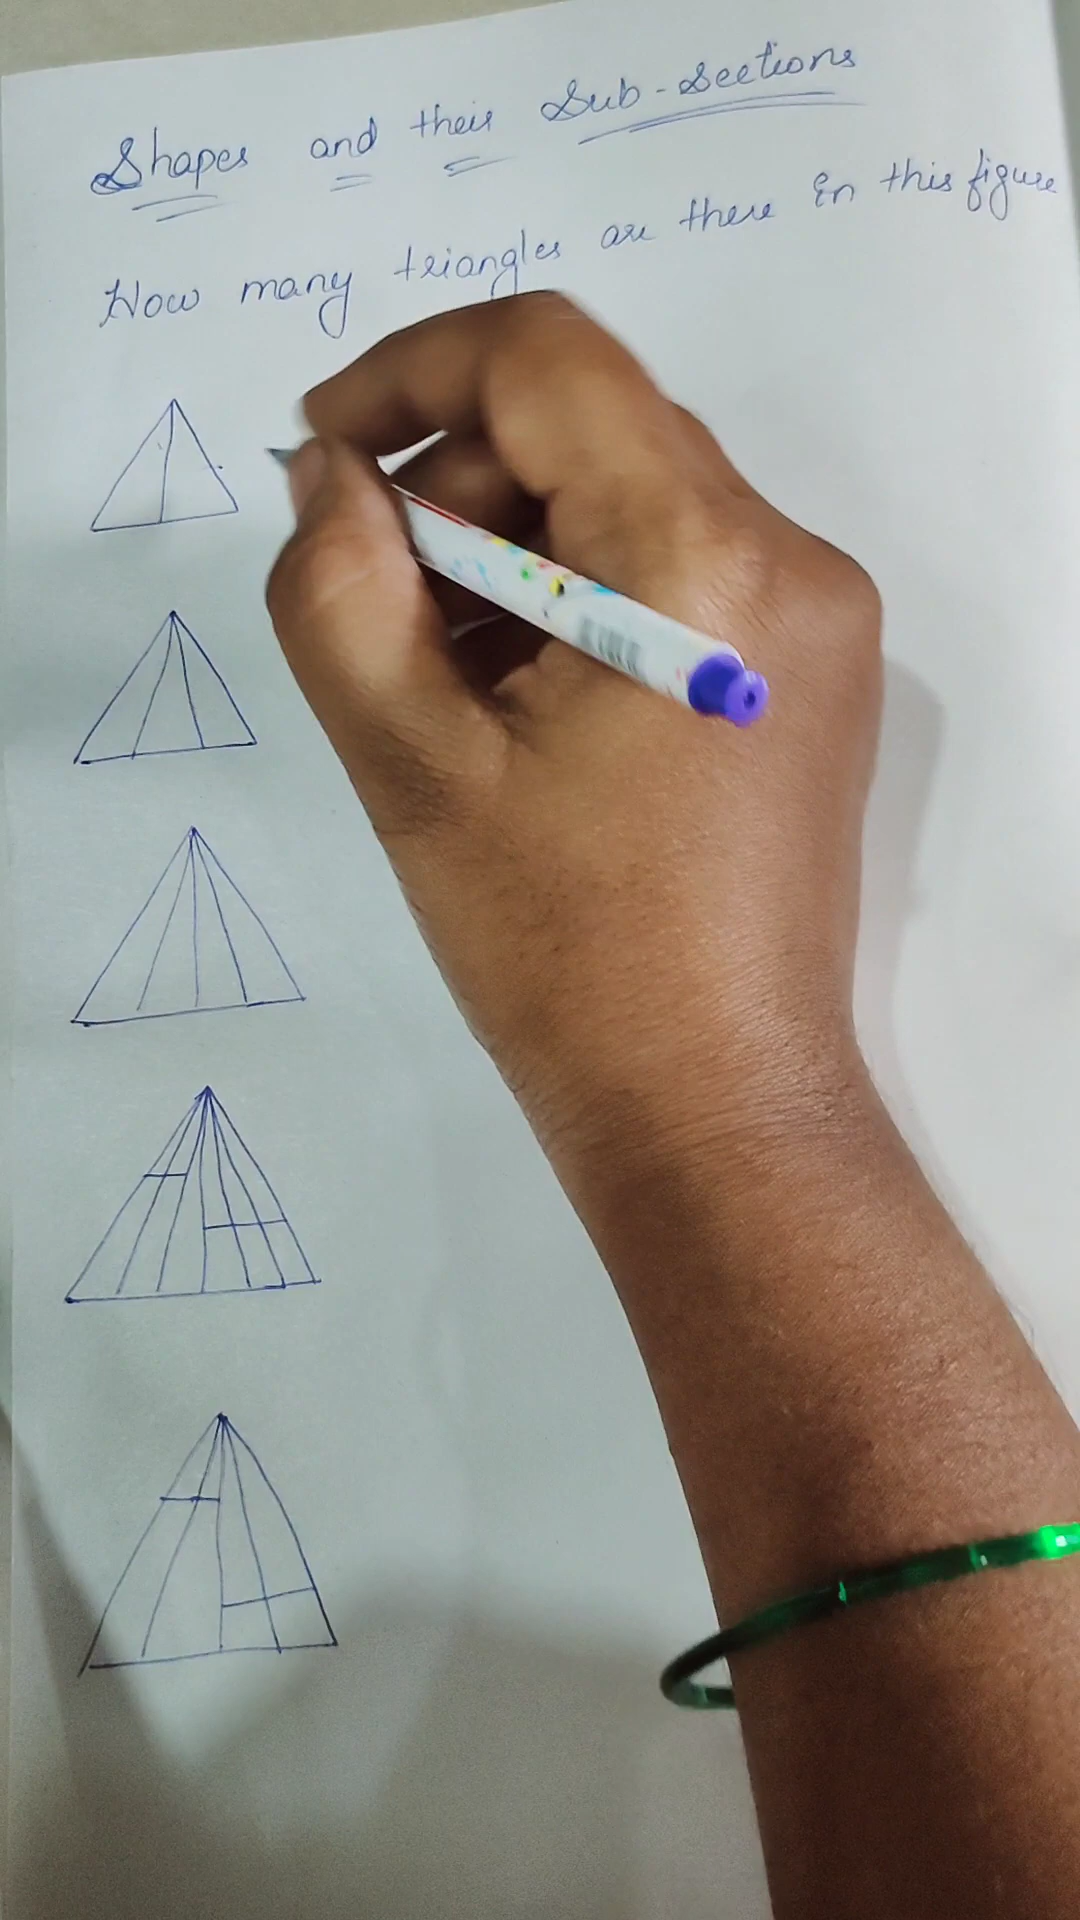 Shapes and their Sub-Sections
How many triangles are there in this figure